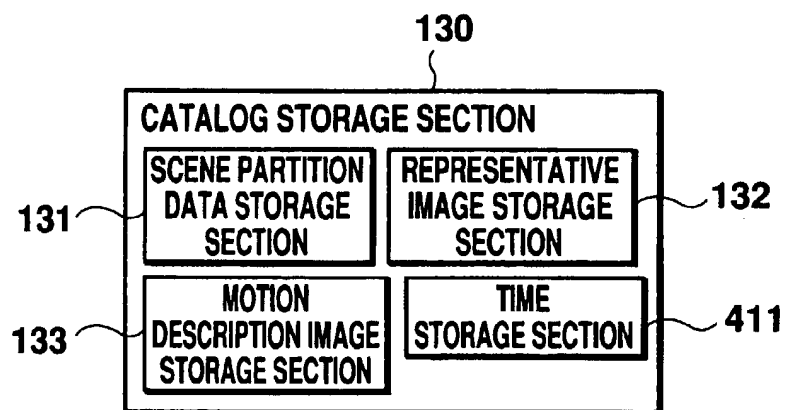 130
CATALOG STORAGE SECTION
SCENE PARTITION
DATA STORAGE
SECTION
131
REPRESENTATIVE
IMAGE STORAGE
SECTION
132
MOTION
DESCRIPTION IMAGE
STORAGE SECTION
133
TIME
STORAGE SECTION
411